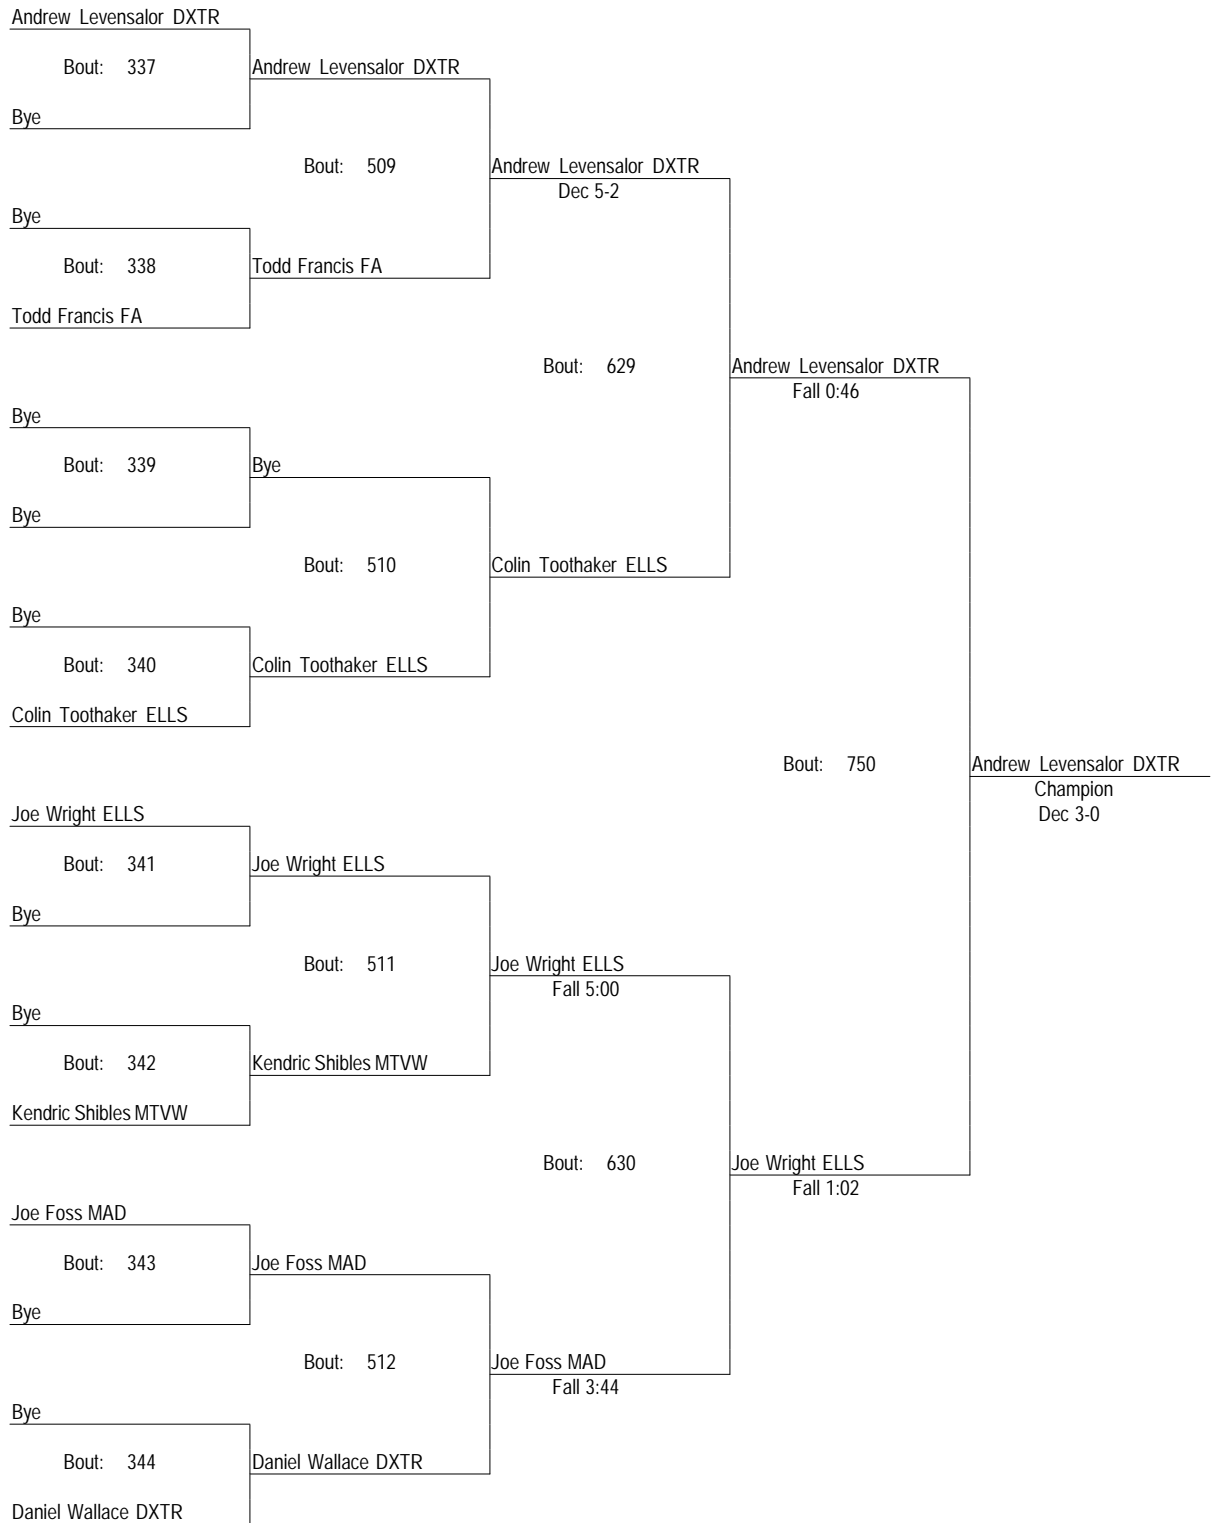 Andrew Levensalor DXTR
Bout: 337 Andrew Levensalor DXTR
Bye
Bout: 509 Andrew Levensalor DXTR
Dec 5-2
Bye
Bout: 338 Todd Francis FA
Todd Francis FA
Bout: 629 Andrew Levensalor DXTR
Fall 0:46
Bye
Bout: 339 Bye
Bye
Bout: 510 Colin Toothaker ELLS
Bye
Bout: 340 Colin Toothaker ELLS
Colin Toothaker ELLS
Bout: 750 Andrew Levensalor DXTR
Champion
Joe Wright ELLS
Dec 3-0
Bout: 341 Joe Wright ELLS
Bye
Bout: 511 Joe Wright ELLS
Fall 5:00
Bye
Bout: 342 Kendric Shibles MTVW
Kendric Shibles MTVW
Bout: 630 Joe Wright ELLS
Fall 1:02
Joe Foss MAD
Bout: 343 Joe Foss MAD
Bye
Bout: 512 Joe Foss MAD
Fall 3:44
Bye
Bout: 344 Daniel Wallace DXTR
Daniel Wallace DXTR